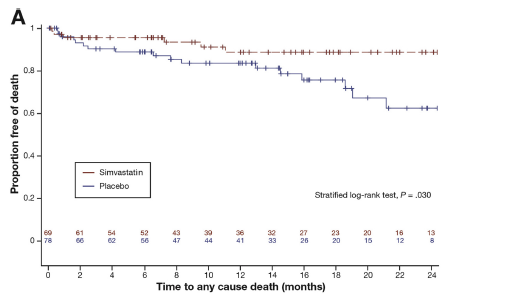 A
Proportion free of death
1
0.8
0.6
0.4
0.2
0
Simvastatin
Placebo
Stratified log-rank test, P = .030
69 61 54 52 43 39 36 32 27 23 20 16 13
78 66 62 56 47 44 41 33 26 20 15 12 8
0 2 4 6 8 10 12 14 16 18 20 22 24
Time to any cause death (months)